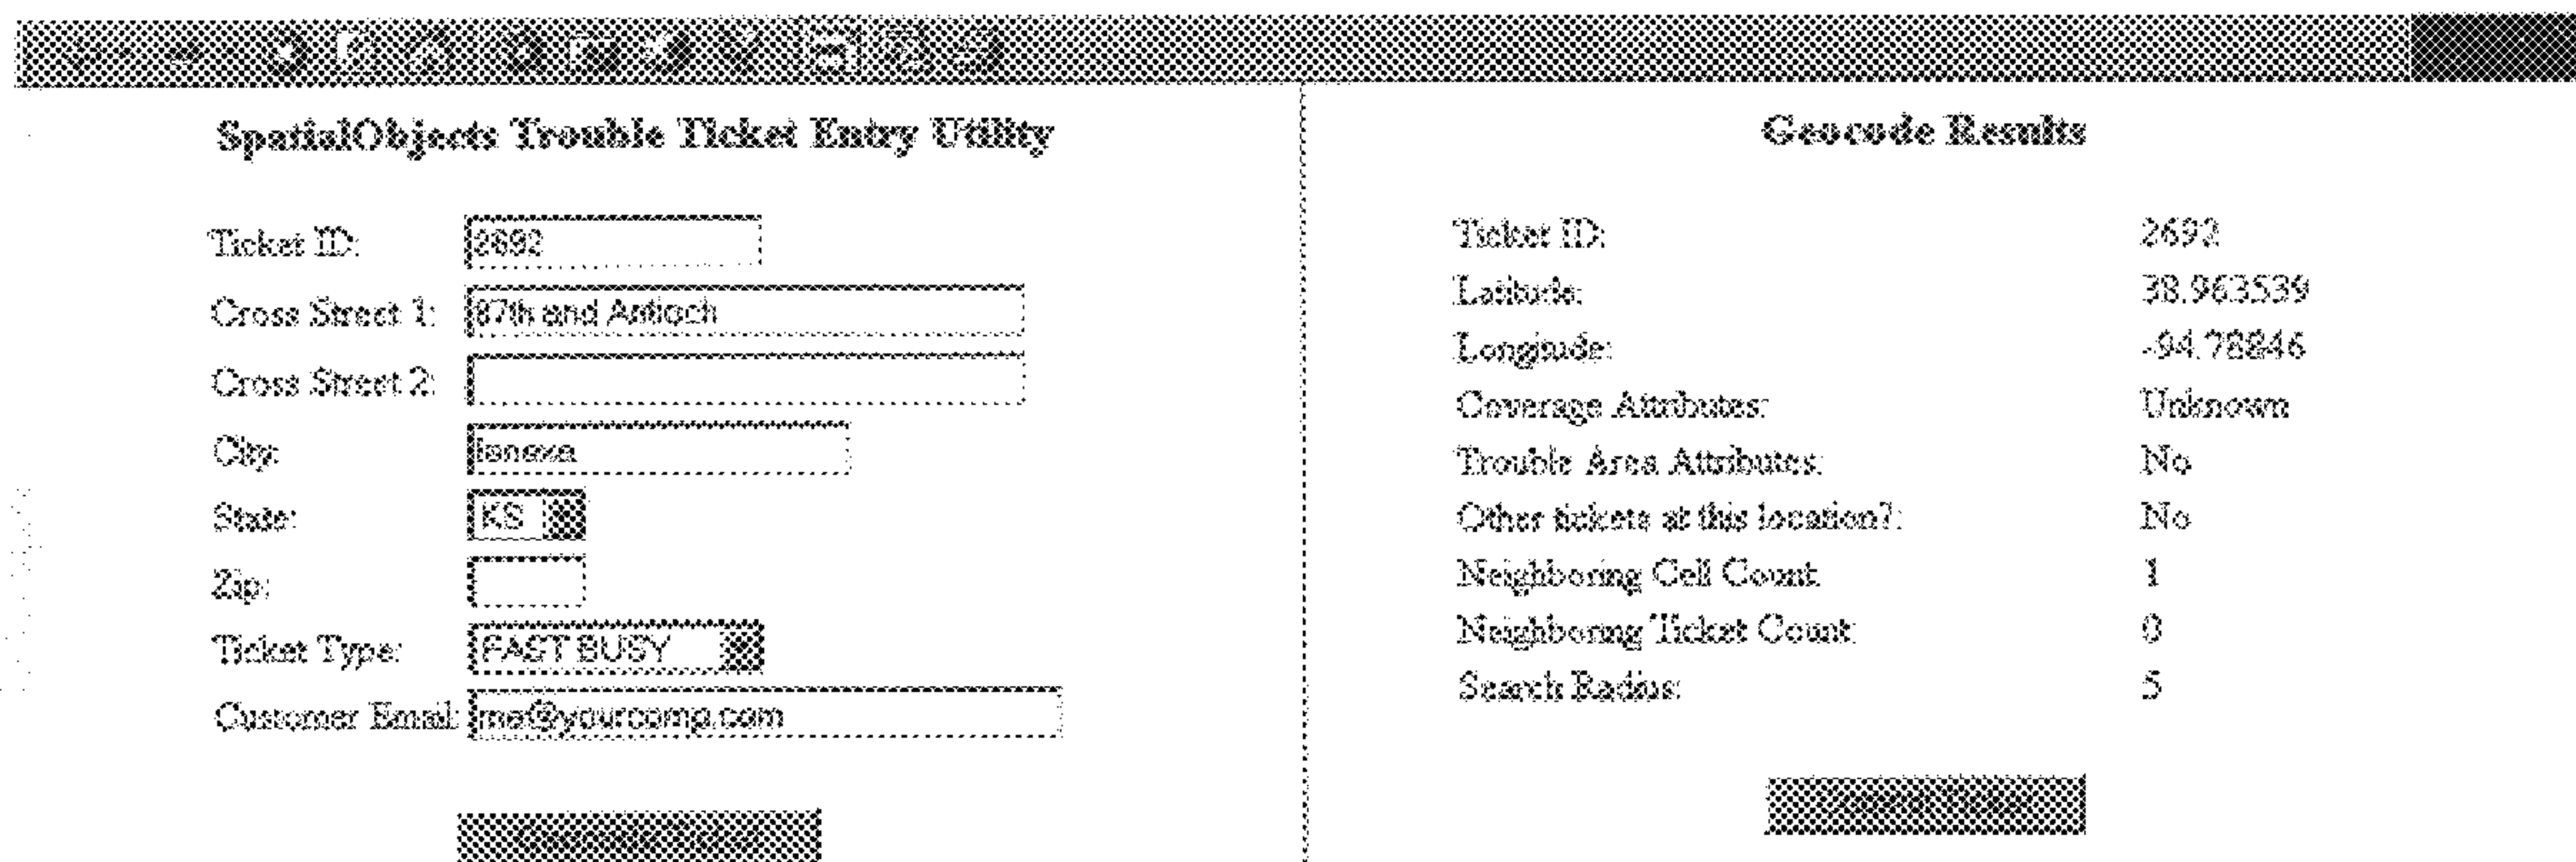 SpatialObjects Trouble Ticket Entry Utility
Ticket ID: 2692
Cross Street 1: 87th and Antioch
Cross Street 2:
City: lenexa
State: KS
Zip:
Ticket Type: FAST BUSY
Customer Email: me@yourcomp.com
Geocode Results
Ticket ID: 2692
Latitude: 38.963539
Longitude: -94.78846
Coverage Attributes: Unknown
Trouble Area Attributes: No
Other tickets at this location?: No
Neighboring Cell Count: 1
Neighboring Ticket Count: 0
Search Radius: 5